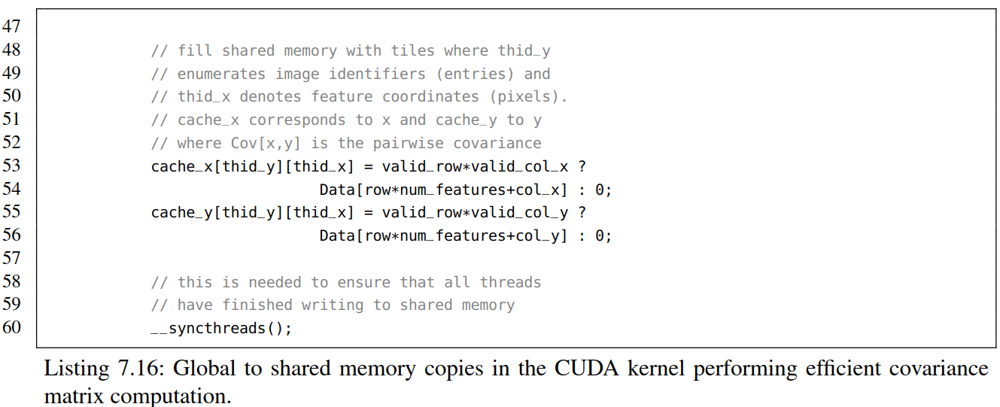 47
48 // fill shared memory with tiles where thid_y
49 // enumerates image identifiers (entries) and
50 // thid_x denotes feature coordinates (pixels).
51 // cache_x corresponds to x and cache_y to y
52 // where Cov[x,y] is the pairwise covariance
53 cache_x[thid_y][thid_x] = valid_row*valid_col_x ?
54 Data[row*num_features+col_x] : 0;
55 cache_y[thid_y][thid_x] = valid_row*valid_col_y ?
56 Data[row*num_features+col_y] : 0;
57
58 // this is needed to ensure that all threads
59 // have finished writing to shared memory
60 __syncthreads();
Listing 7.16: Global to shared memory copies in the CUDA kernel performing efficient covariance
matrix computation.